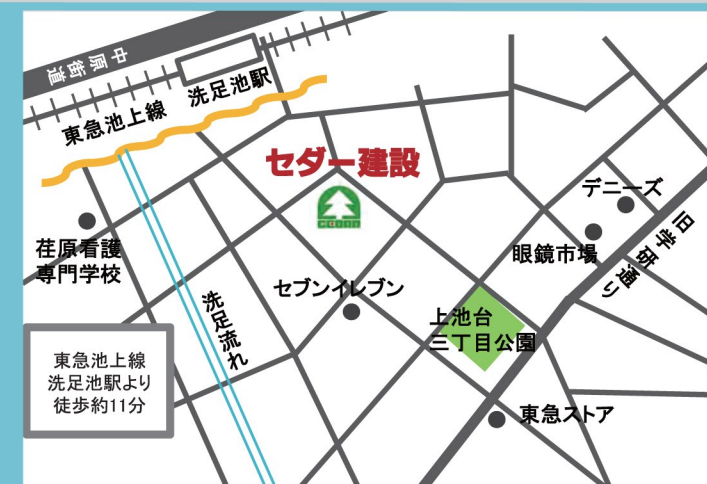 中原街道
洗足池駅
東急池上線
セダー建設
デニーズ
旧学研通り
荏原看護
専門学校
眼鏡市場
セブンイレブン
洗足流れ
上池台
三丁目公園
東急池上線
洗足池駅より
徒歩約11分
東急ストア